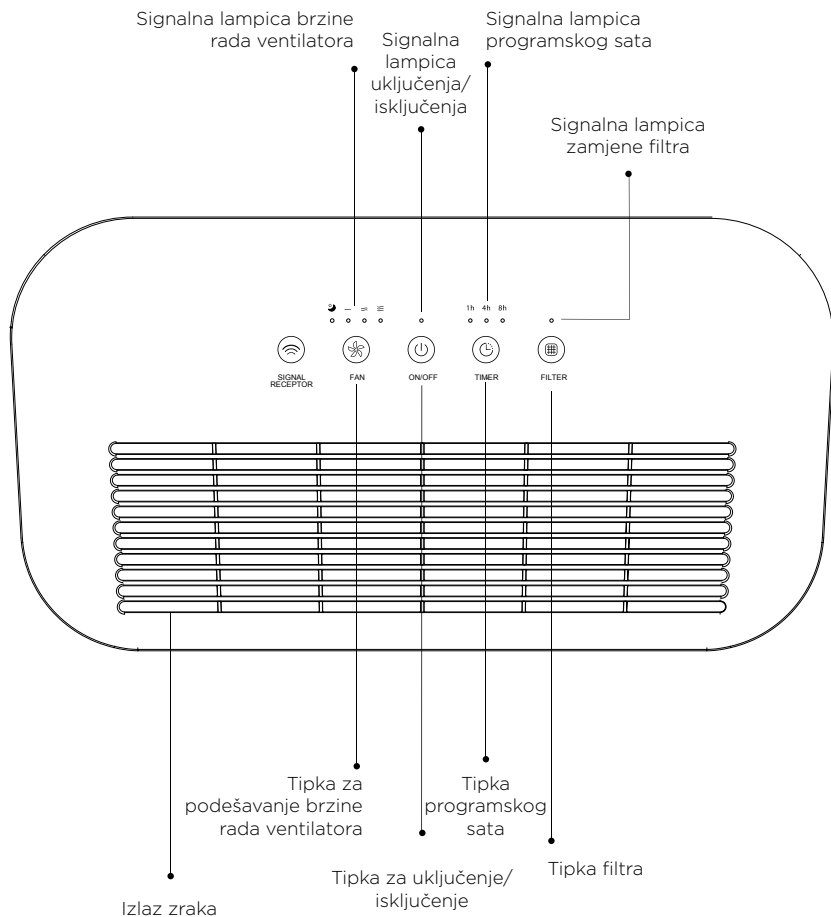 Signalna lampica brzine
rada ventilatora
Signalna
lampica
uključenja/
isključenja
Signalna lampica
programskog sata
Signalna lampica
zamjene filtra
1h 4h 8h
SIGNAL
RECEPTOR
FAN
ON/OFF
TIMER
FILTER
Tipka za
podešavanje brzine
rada ventilatora
Tipka
programskog
sata
Tipka za uključenje/
isključenje
Tipka filtra
Izlaz zraka